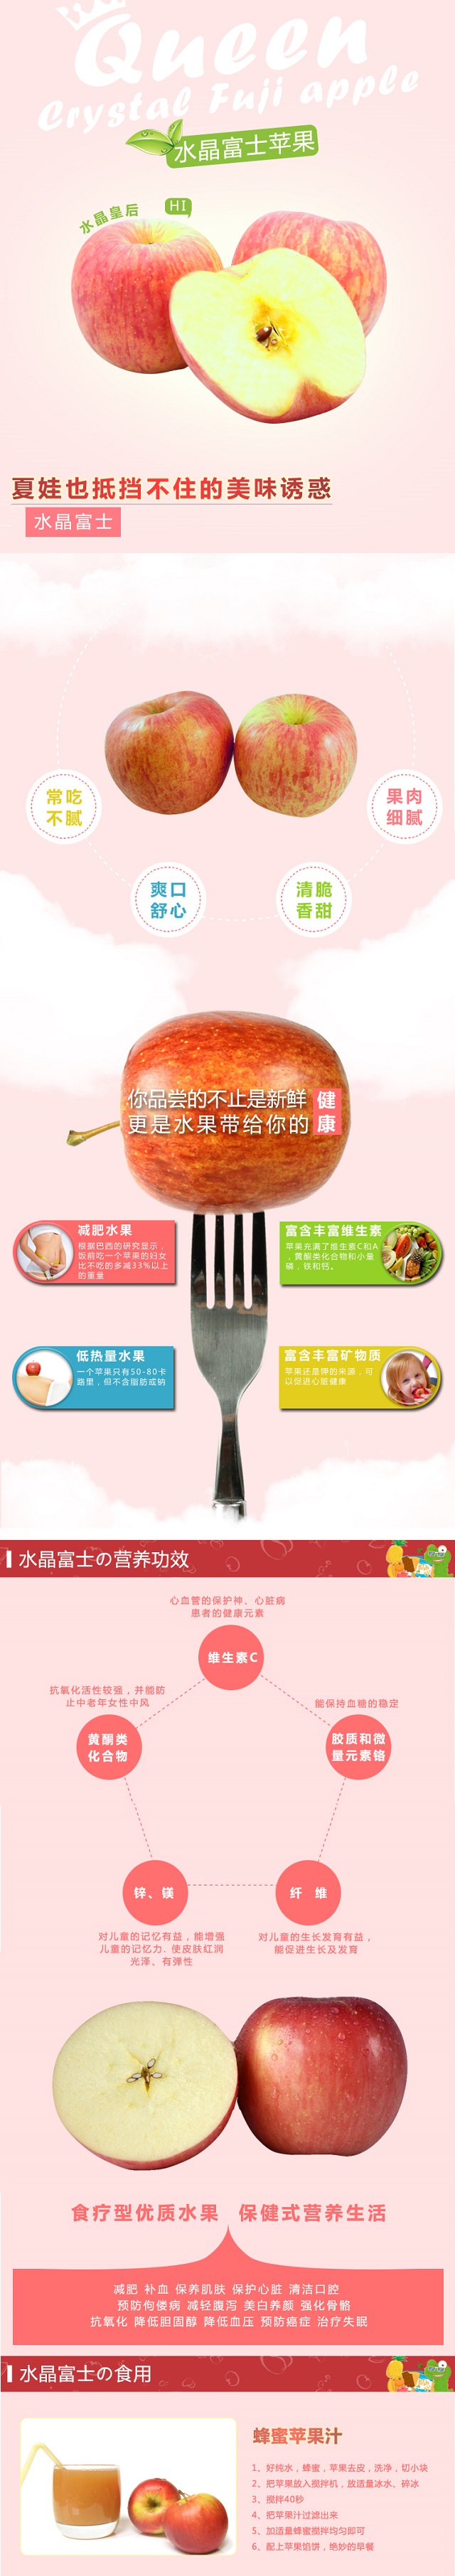 Queen
Crystal Fuji apple
水晶富士苹果
水晶皇后
HI
夏娃也抵挡不住的美味诱惑
水晶富士
常吃
不腻
果肉
细腻
爽口
舒心
清脆
香甜
你品尝的不止是新鲜 健
更是水果带给你的 康
减肥水果
根据巴西的研究显示，
饭前吃一个苹果的妇女
比不吃的多减33%以上
的重量
富含丰富维生素
苹果充满了维生素C和A
，黄酮类化合物和小量
磷，铁和钙。
低热量水果
一个苹果只有50-80卡
路里，但不含脂肪或钠
富含丰富矿物质
苹果还是钾的来源，可
以促进心脏健康
水晶富士の营养功效
心血管的保护神、心脏病
患者的健康元素
维生素C
抗氧化活性较强，并能防
止中老年女性中风
黄酮类
化合物
能保持血糖的稳定
胶质和微
量元素铬
锌、镁
对儿童的记忆有益，能增强
儿童的记忆力. 使皮肤红润
光泽、有弹性
纤 维
对儿童的生长发育有益，
能促进生长及发育
食疗型优质水果 保健式营养生活
减肥 补血 保养肌肤 保护心脏 清洁口腔
预防佝偻病 减轻腹泻 美白养颜 强化骨骼
抗氧化 降低胆固醇 降低血压 预防癌症 治疗失眠
水晶富士の食用
蜂蜜苹果汁
1、好纯水，蜂蜜，苹果去皮，洗净，切小块
2、把苹果放入搅拌机，放适量冰水、碎冰
3、搅拌40秒
4、把苹果汁过滤出来
5、加适量蜂蜜搅拌均匀即可
6、配上苹果馅饼，绝妙的早餐